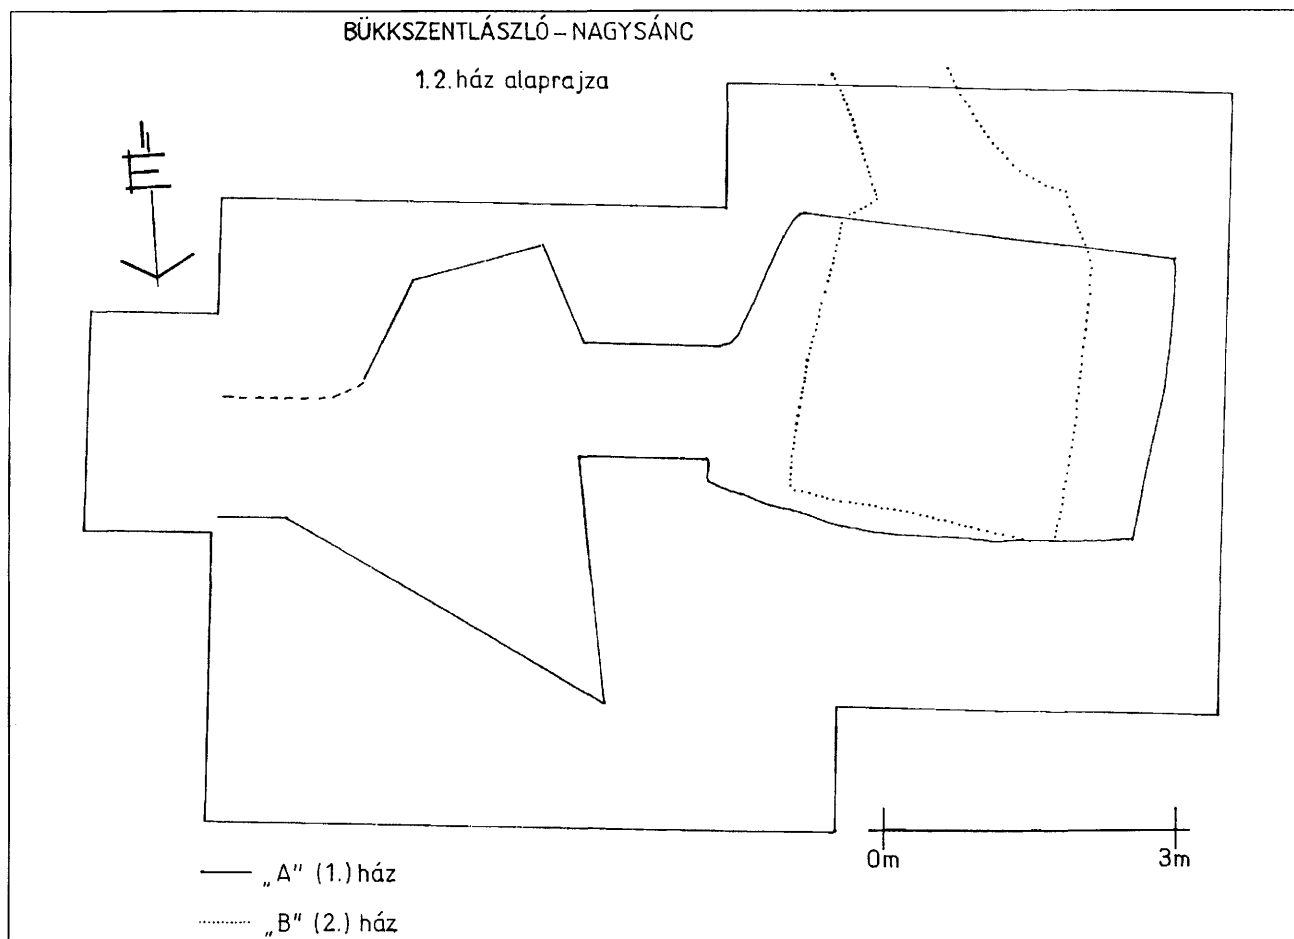 BÜKKSZENTLÁSZLÓ – NAGYSÁNC
1.2. ház alaprajza
É
0m
3m
„A" (1.) ház
„B" (2.) ház